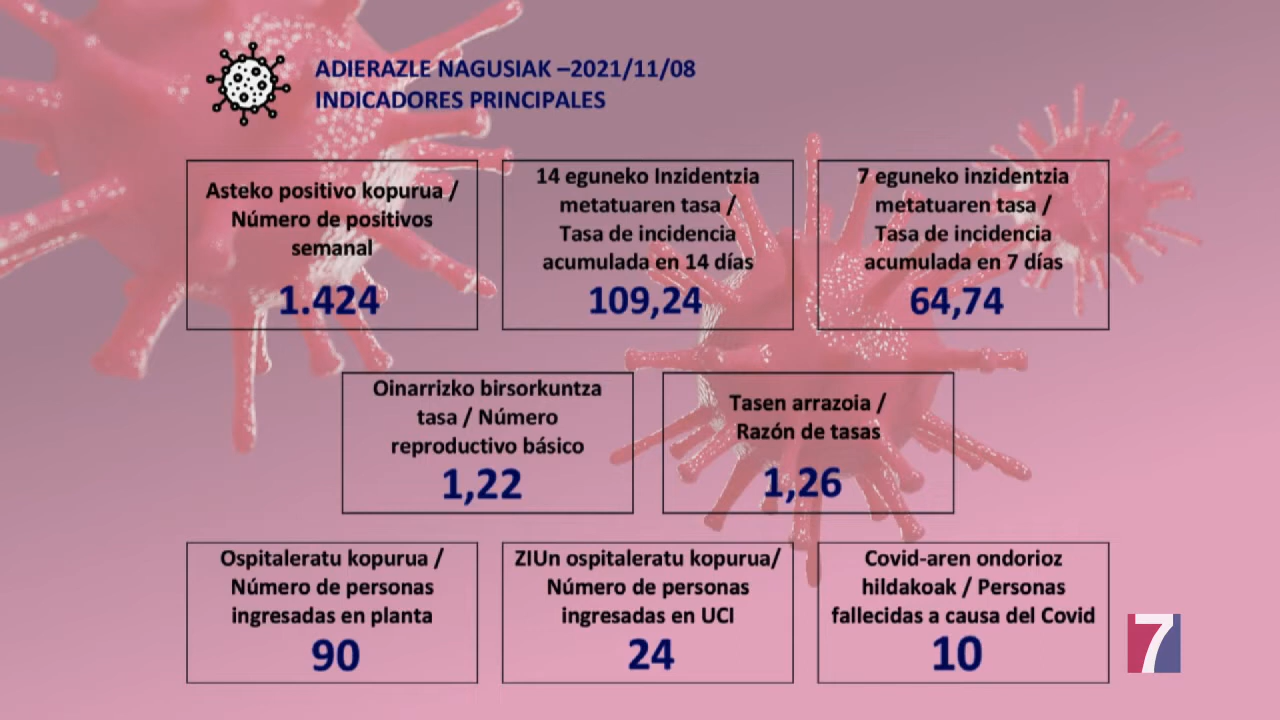 ADIERAZLE NAGUSIAK –2021/11/08
INDICADORES PRINCIPALES
Asteko positivo kopurua /
Número de positivos
semanal
1.424
14 eguneko Inzidentzia
metatuaren tasa /
Tasa de incidencia
acumulada en 14 días
109,24
7 eguneko inzidentzia
metatuaren tasa /
Tasa de incidencia
acumulada en 7 días
64,74
Oinarrizko birsorkuntza
tasa / Número
reproductivo básico
1,22
Tasen arrazoia /
Razón de tasas
1,26
Ospitaleratu kopurua /
Número de personas
ingresadas en planta
90
ZIUn ospitaleratu kopurua/
Número de personas
ingresadas en UCI
24
Covid-aren ondorioz
hildakoak / Personas
fallecidas a causa del Covid
10
7